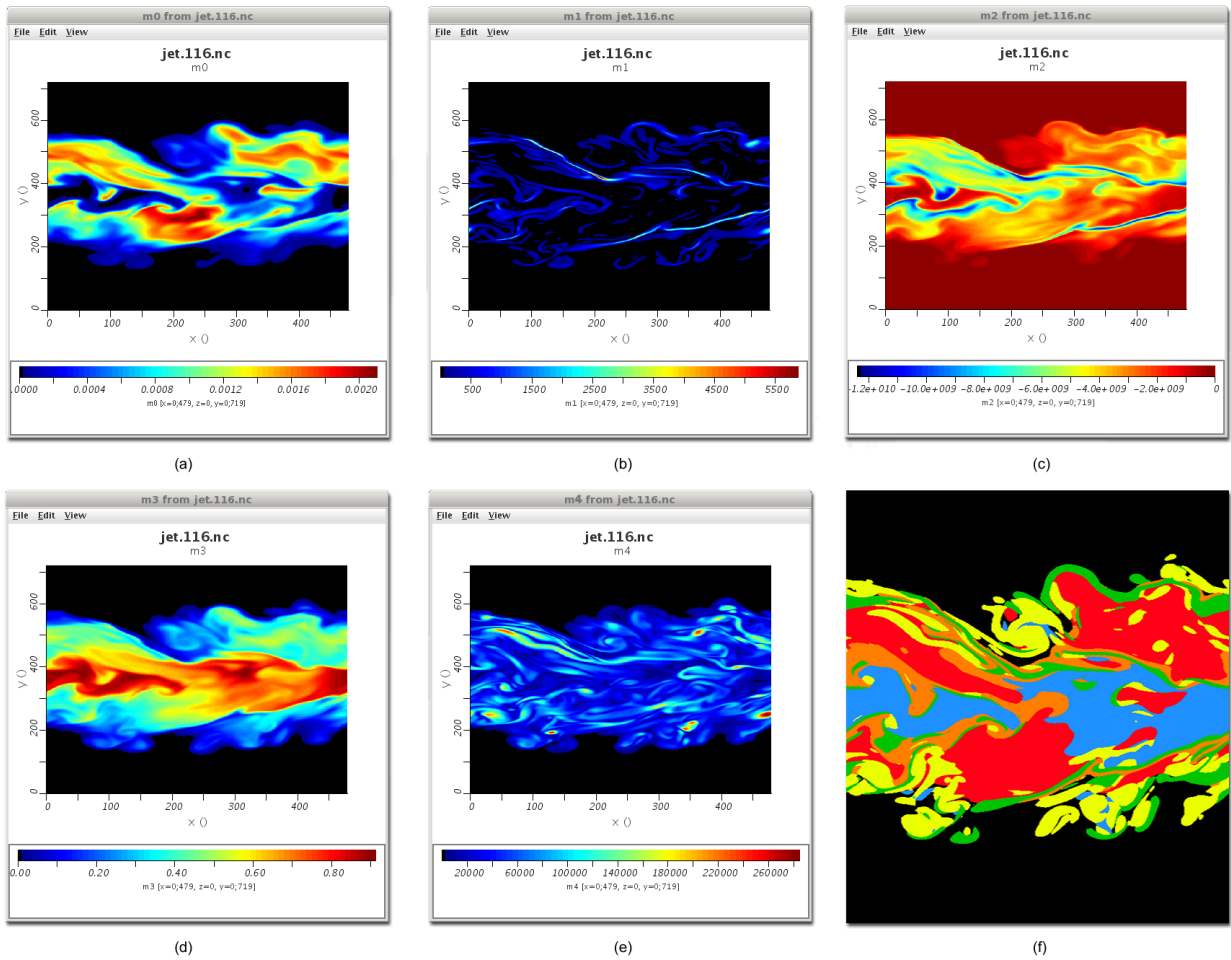 m0 from jet.116.nc
File Edit View
jet.116.nc
m0
y ()
0 200 400 600
0 100 200 300 400
x ()
.0000 0.0004 0.0008 0.0012 0.0016 0.0020
m0 [x=0;479, z=0, y=0;719]
(a)
m1 from jet.116.nc
File Edit View
jet.116.nc
m1
y ()
0 200 400 600
0 100 200 300 400
x ()
500 1500 2500 3500 4500 5500
m1 [x=0;479, z=0, y=0;719]
(b)
m2 from jet.116.nc
File Edit View
jet.116.nc
m2
y ()
0 200 400 600
0 100 200 300 400
x ()
-1.2e+010 -10.0e+009 -8.0e+009 -6.0e+009 -4.0e+009 -2.0e+009 0
m2 [x=0;479, z=0, y=0;719]
(c)
m3 from jet.116.nc
File Edit View
jet.116.nc
m3
y ()
0 200 400 600
0 100 200 300 400
x ()
0.00 0.20 0.40 0.60 0.80
m3 [x=0;479, z=0, y=0;719]
(d)
m4 from jet.116.nc
File Edit View
jet.116.nc
m4
y ()
0 200 400 600
0 100 200 300 400
x ()
20000 60000 100000 140000 180000 220000 260000
m4 [x=0;479, z=0, y=0;719]
(e)
(f)